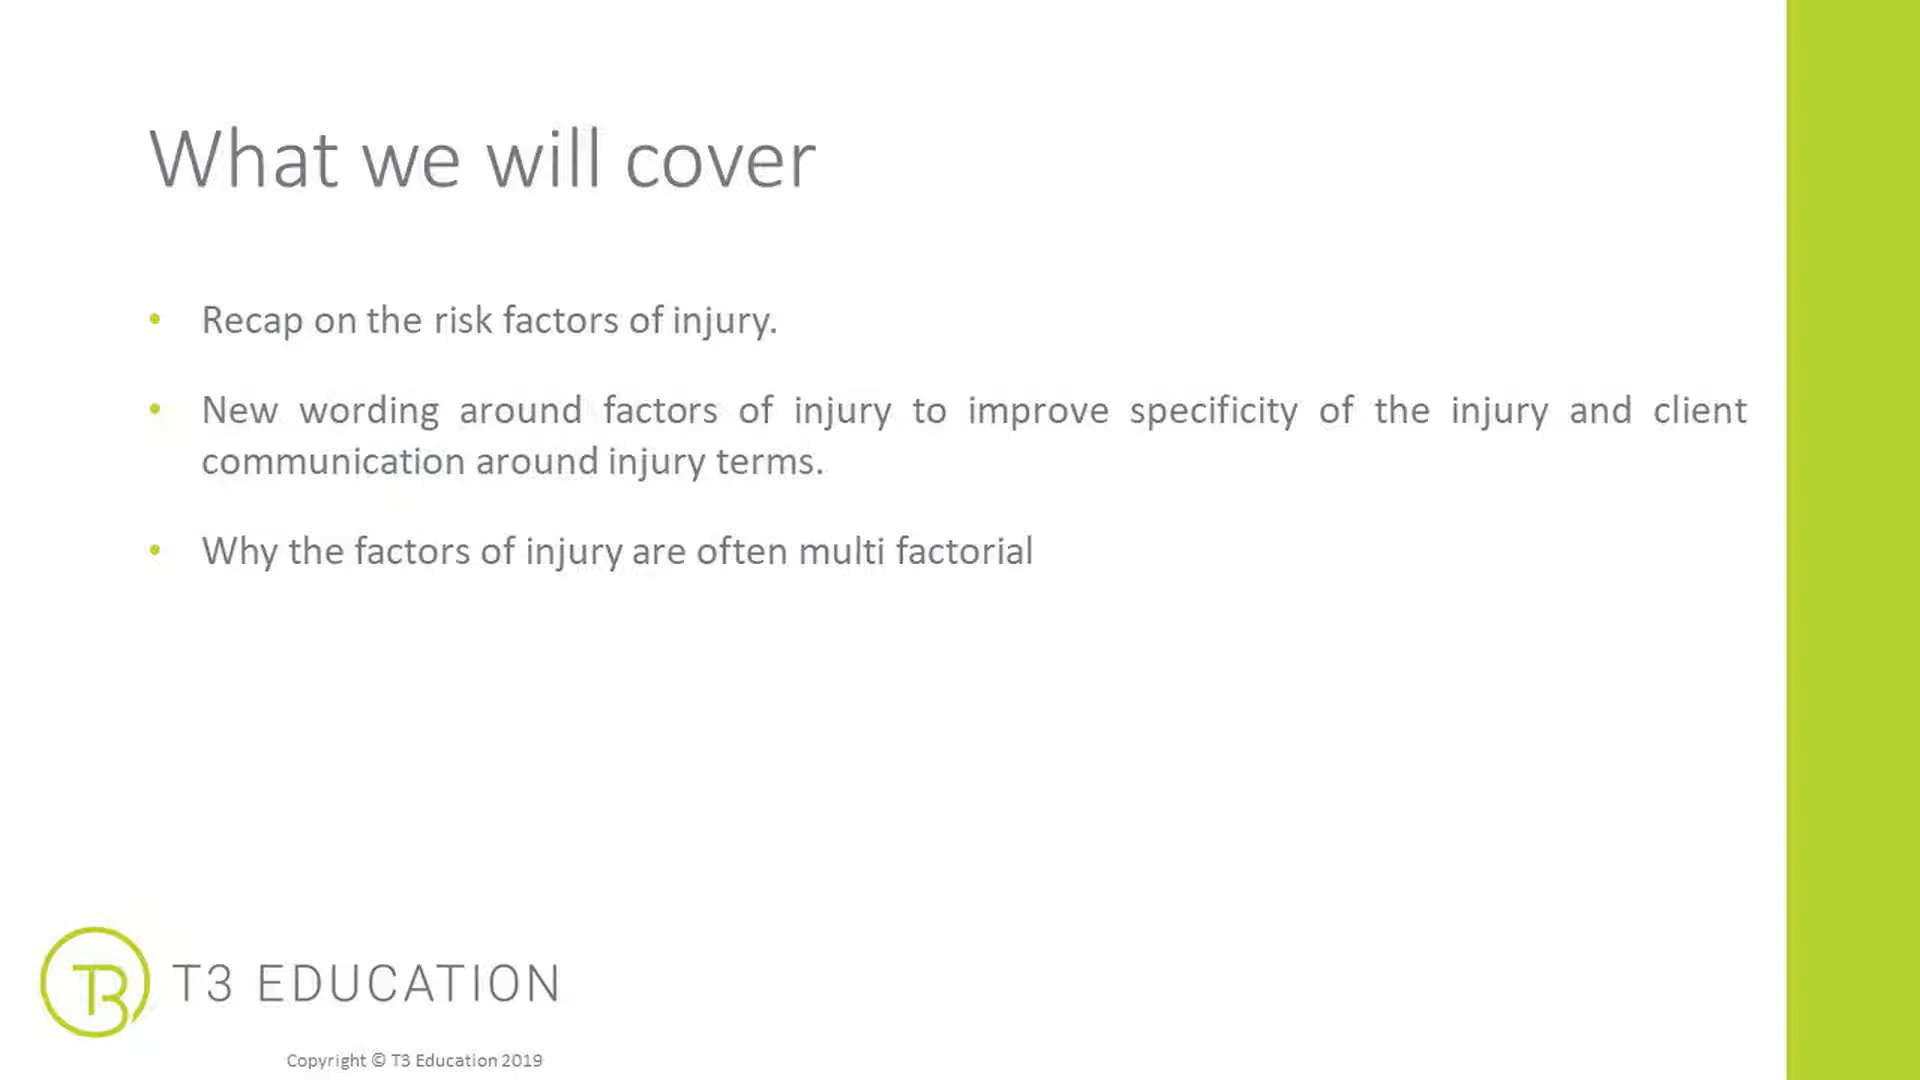 What we will cover
• Recap on the risk factors of injury.
• New wording around factors of injury to improve specificity of the injury and client
communication around injury terms.
• Why the factors of injury are often multi factorial
T3 EDUCATION
Copyright © T3 Education 2019